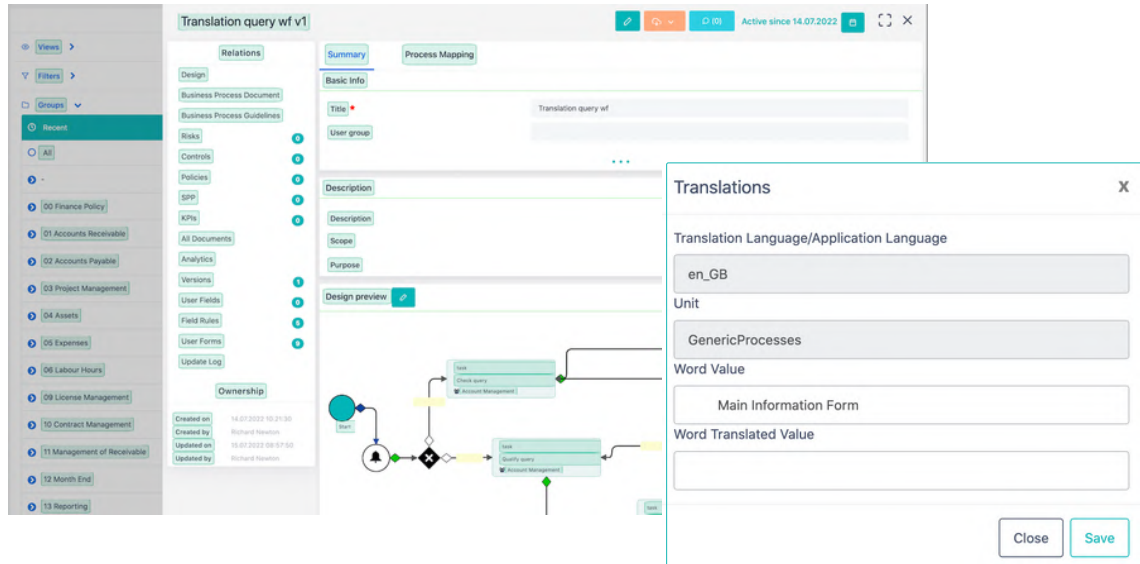 Translation query wf v1
(0)
Active since 14.07.2022
Views
Filters
Groups
Recent
All
-
00 Finance Policy
01 Accounts Receivable
02 Accounts Payable
03 Project Management
04 Assets
05 Expenses
06 Labour Hours
09 License Management
10 Contract Management
11 Management of Receivable
12 Month End
13 Reporting
Relations
Design
Business Process Document
Business Process Guidelines
Risks 0
Controls 0
Policies 0
SPP 0
KPIs 0
All Documents
Analytics
Versions 1
User Fields 0
Field Rules 5
User Forms 9
Update Log
Ownership
Created on 14.07.2022 10:21:30
Created by Richard Newton
Updated on 15.07.2022 08:07:50
Updated by Richard Newton
Summary Process Mapping
Basic Info
Title * Translation query wf
User group
Description
Description
Scope
Purpose
Design preview
Start
task
Check query
Account Management
task
Qualify query
Account Management
task
Translations X
Translation Language/Application Language
en_GB
Unit
GenericProcesses
Word Value
Main Information Form
Word Translated Value
Close Save